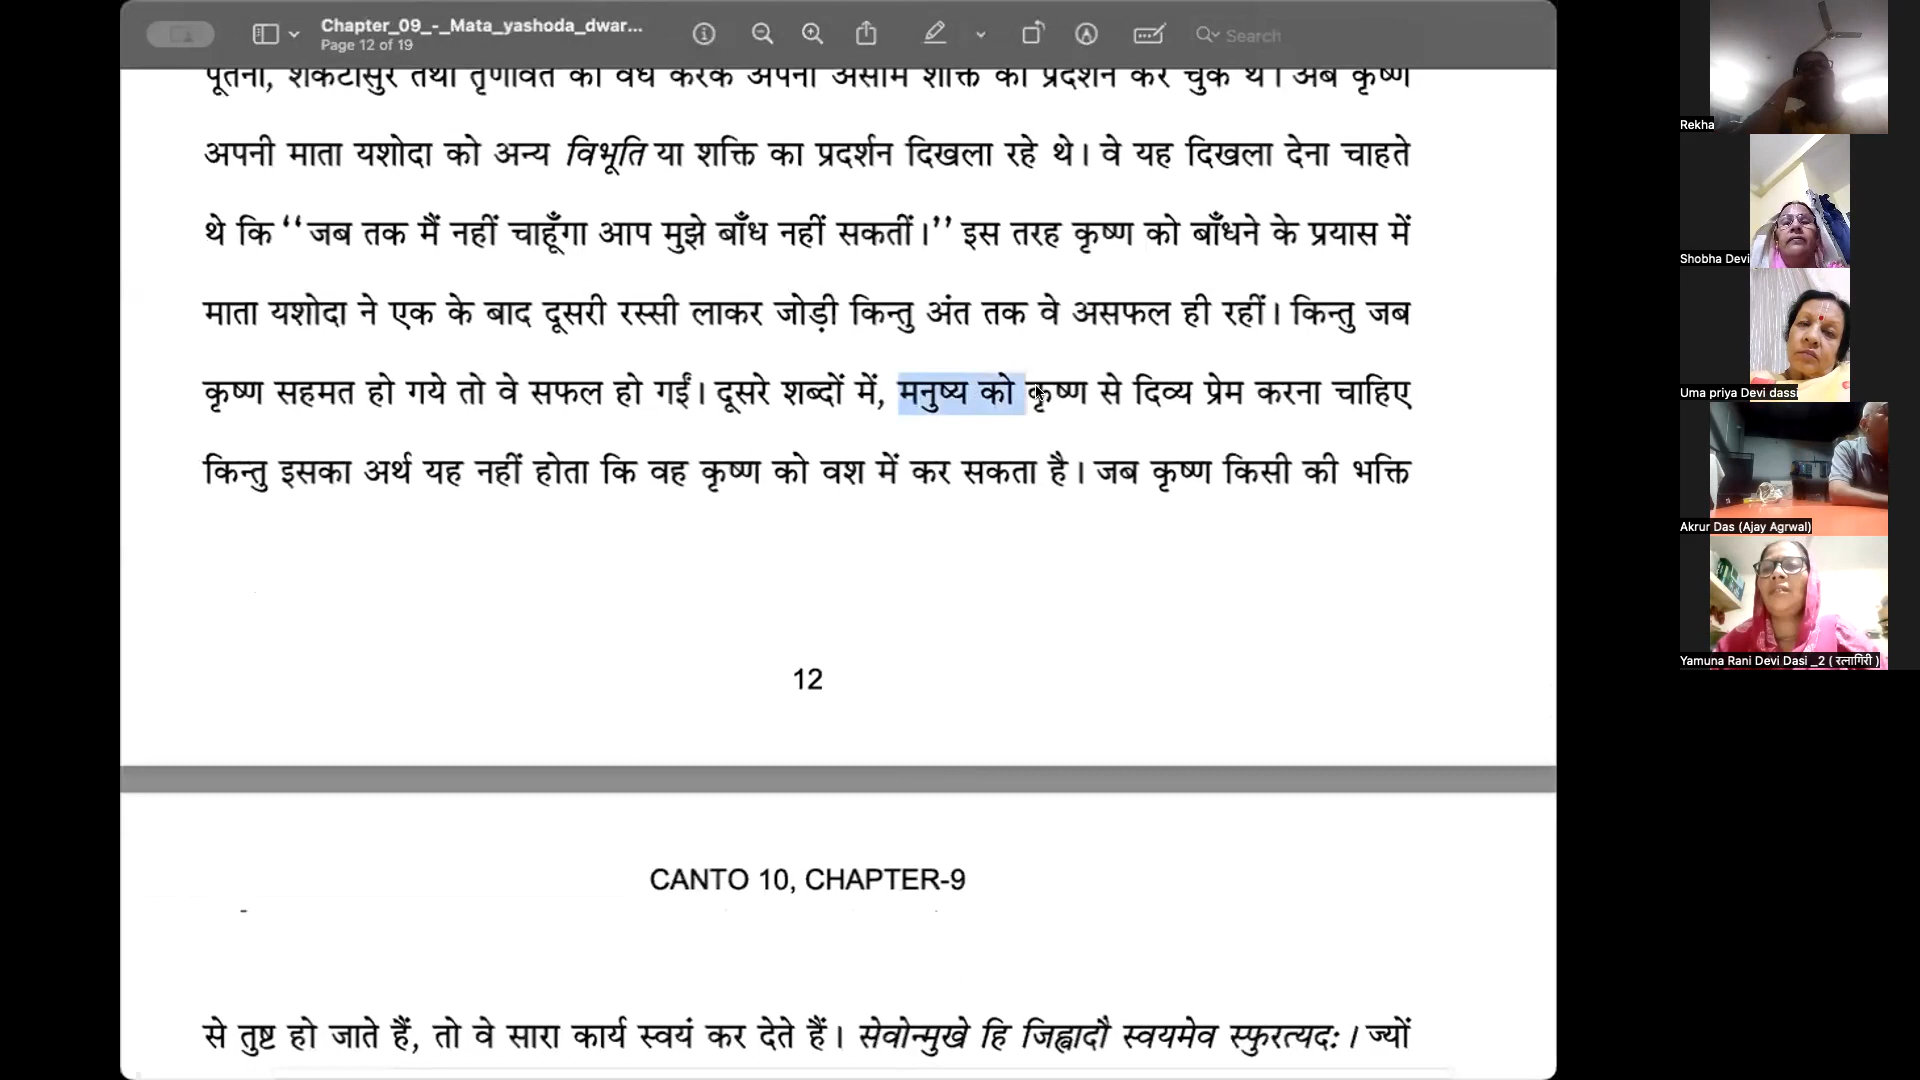 Chapter_09_-_Mata_yashoda_dwar...
Page 12 of 19
Search
पूतना, शकटासुर तथा तृणावर्त का वध करके अपनी असीम शक्ति का प्रदर्शन कर चुके थे। अब कृष्ण
अपनी माता यशोदा को अन्य विभूति या शक्ति का प्रदर्शन दिखला रहे थे। वे यह दिखला देना चाहते
थे कि ‘‘जब तक मैं नहीं चाहूँगा आप मुझे बाँध नहीं सकतीं।’’ इस तरह कृष्ण को बाँधने के प्रयास में
माता यशोदा ने एक के बाद दूसरी रस्सी लाकर जोड़ी किन्तु अंत तक वे असफल ही रहीं। किन्तु जब
कृष्ण सहमत हो गये तो वे सफल हो गईं। दूसरे शब्दों में, मनुष्य को कृष्ण से दिव्य प्रेम करना चाहिए
किन्तु इसका अर्थ यह नहीं होता कि वह कृष्ण को वश में कर सकता है। जब कृष्ण किसी की भक्ति
12
CANTO 10, CHAPTER-9
से तुष्ट हो जाते हैं, तो वे सारा कार्य स्वयं कर देते हैं। सेवोन्मुखे हि जिह्वादौ स्वयमेव स्फुरत्यदः। ज्यों
Rekha
Shobha Devi
Uma priya Devi dassi
Akrur Das (Ajay Agrwal)
Yamuna Rani Devi Dasi _2 ( रत्नागिरी )